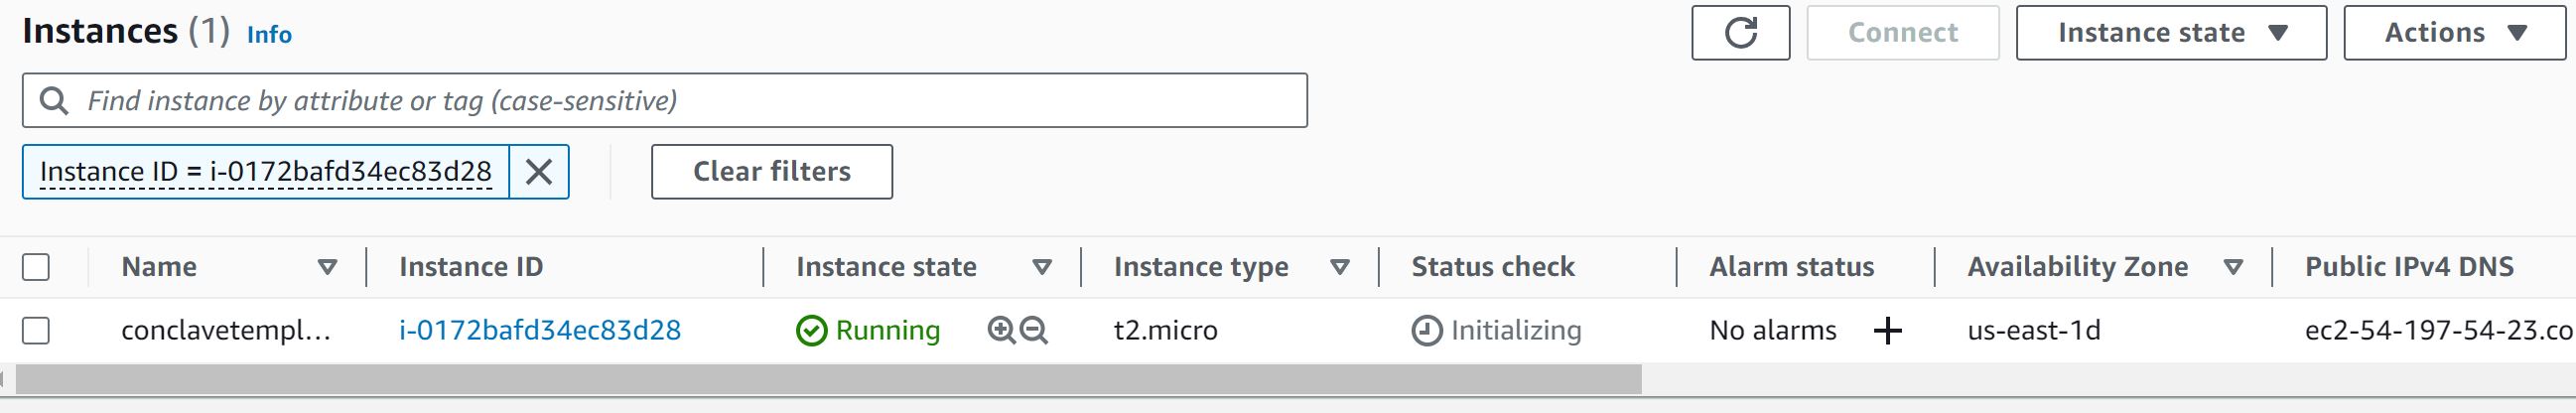 Instances (1) Info
Connect
Instance state
Actions
Find instance by attribute or tag (case-sensitive)
Instance ID = i-0172bafd34ec83d28
Clear filters
Name Instance ID Instance state Instance type Status check Alarm status Availability Zone Public IPv4 DNS
conclavetempl... i-0172bafd34ec83d28 Running t2.micro Initializing No alarms us-east-1d ec2-54-197-54-23.co